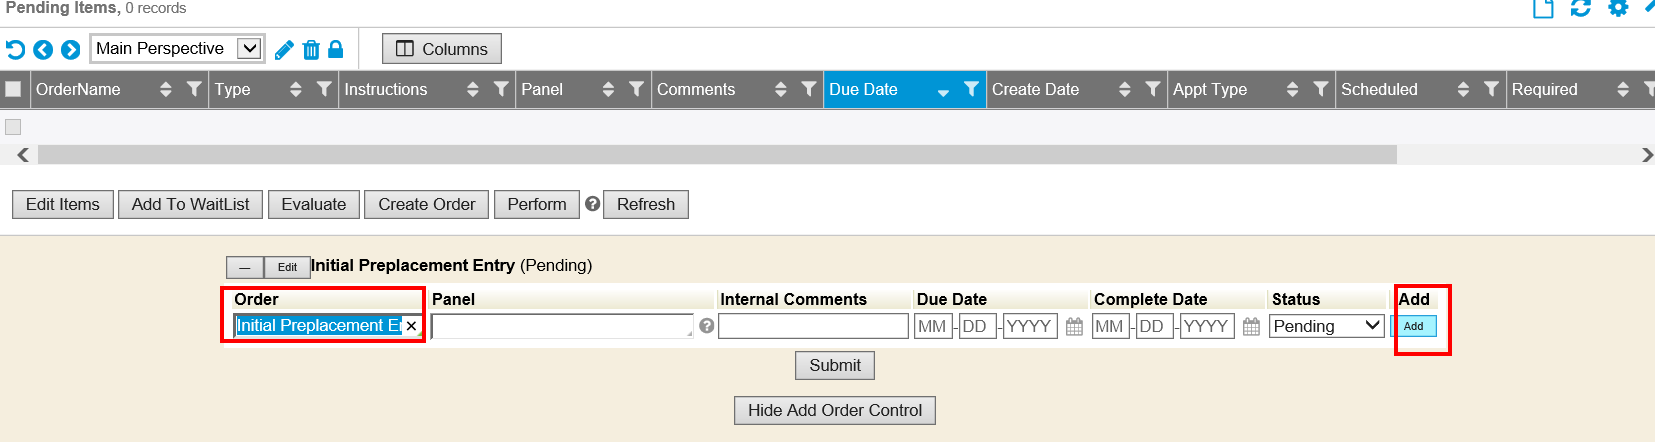 Pending Items, 0 records
Main Perspective Columns
OrderName Type Instructions Panel Comments Due Date Create Date Appt Type Scheduled Required
Edit Items Add To WaitList Evaluate Create Order Perform ? Refresh
— Edit Initial Preplacement Entry (Pending)
Order Panel Internal Comments Due Date Complete Date Status Add
Initial Preplacement E × ? MM - DD - YYYY MM - DD - YYYY Pending Add
Submit
Hide Add Order Control